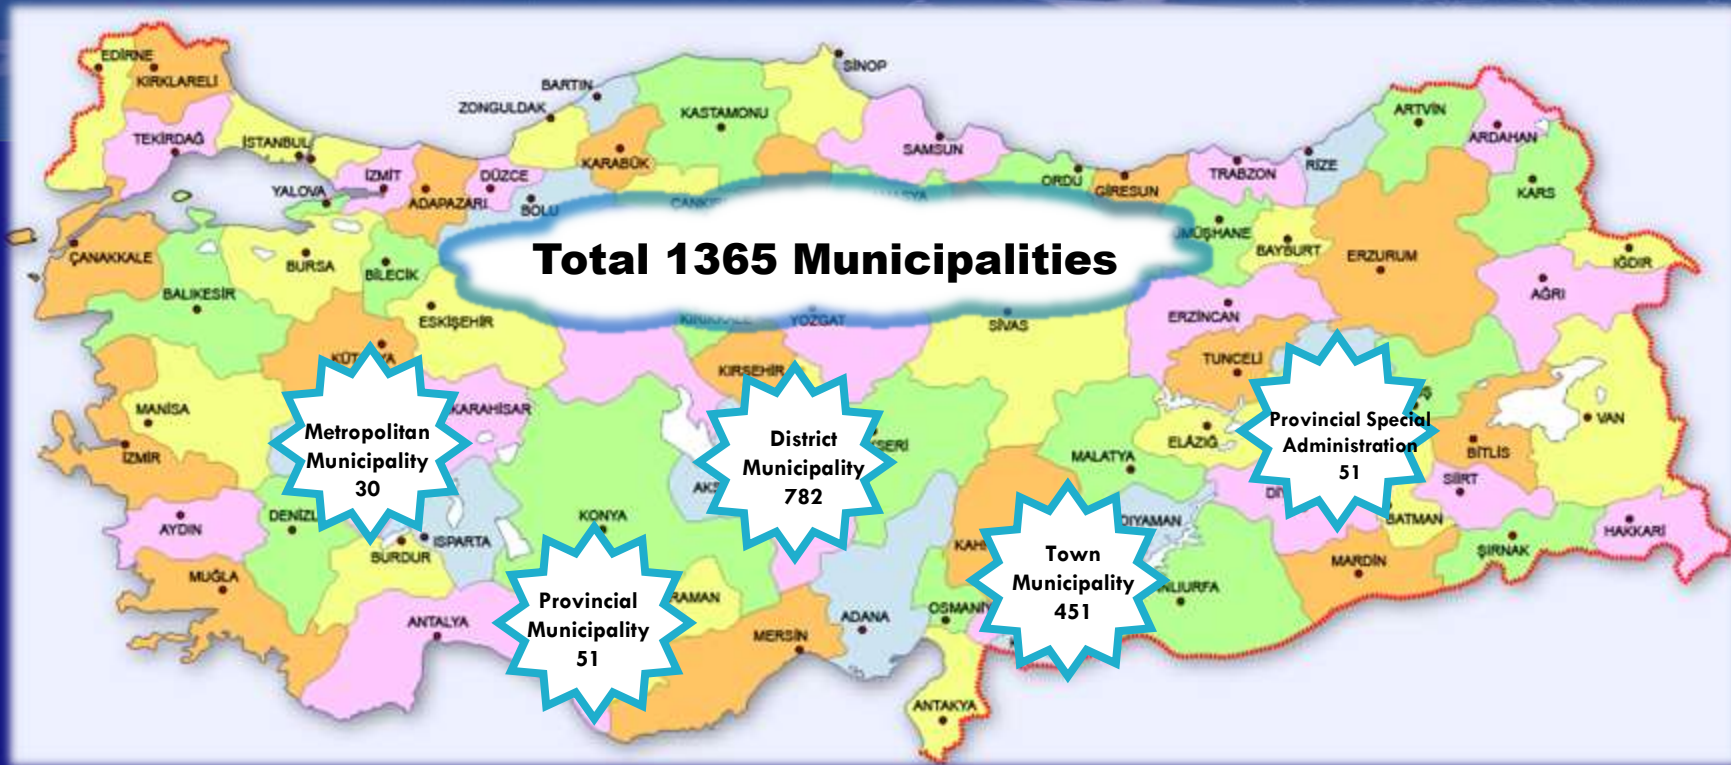 EDİRNE
KIRKLARELİ
TEKİRDAĞ
İSTANBUL
YALOVA
İZMİT
ADAPAZARI
DÜZCE
BOLU
ZONGULDAK
BARTIN
KARABÜK
KASTAMONU
SİNOP
SAMSUN
ORDU
GİRESUN
TRABZON
RİZE
ARTVİN
ARDAHAN
KARS
IĞDIR
AĞRI
ERZURUM
BAYBURT
Total 1365 Municipalities
ÇANAKKALE
BALIKESİR
BURSA
BİLECİK
ESKİŞEHİR
KIRIKKALE
YOZGAT
SİVAS
ERZİNCAN
TUNCELİ
KIRŞEHİR
MANİSA
İZMİR
KARAHİSAR
Metropolitan
Municipality
30
District
Municipality
782
Provincial Special
Administration
51
MALATYA
ELAZIĞ
BİTLİS
VAN
SİİRT
BATMAN
HAKKARİ
ŞIRNAK
MARDİN
AYDIN
DENİZL
ISPARTA
BURDUR
MUĞLA
ANTALYA
KONYA
Provincial
Municipality
51
MERSİN
ADANA
Town
Municipality
451
ANTAKYA